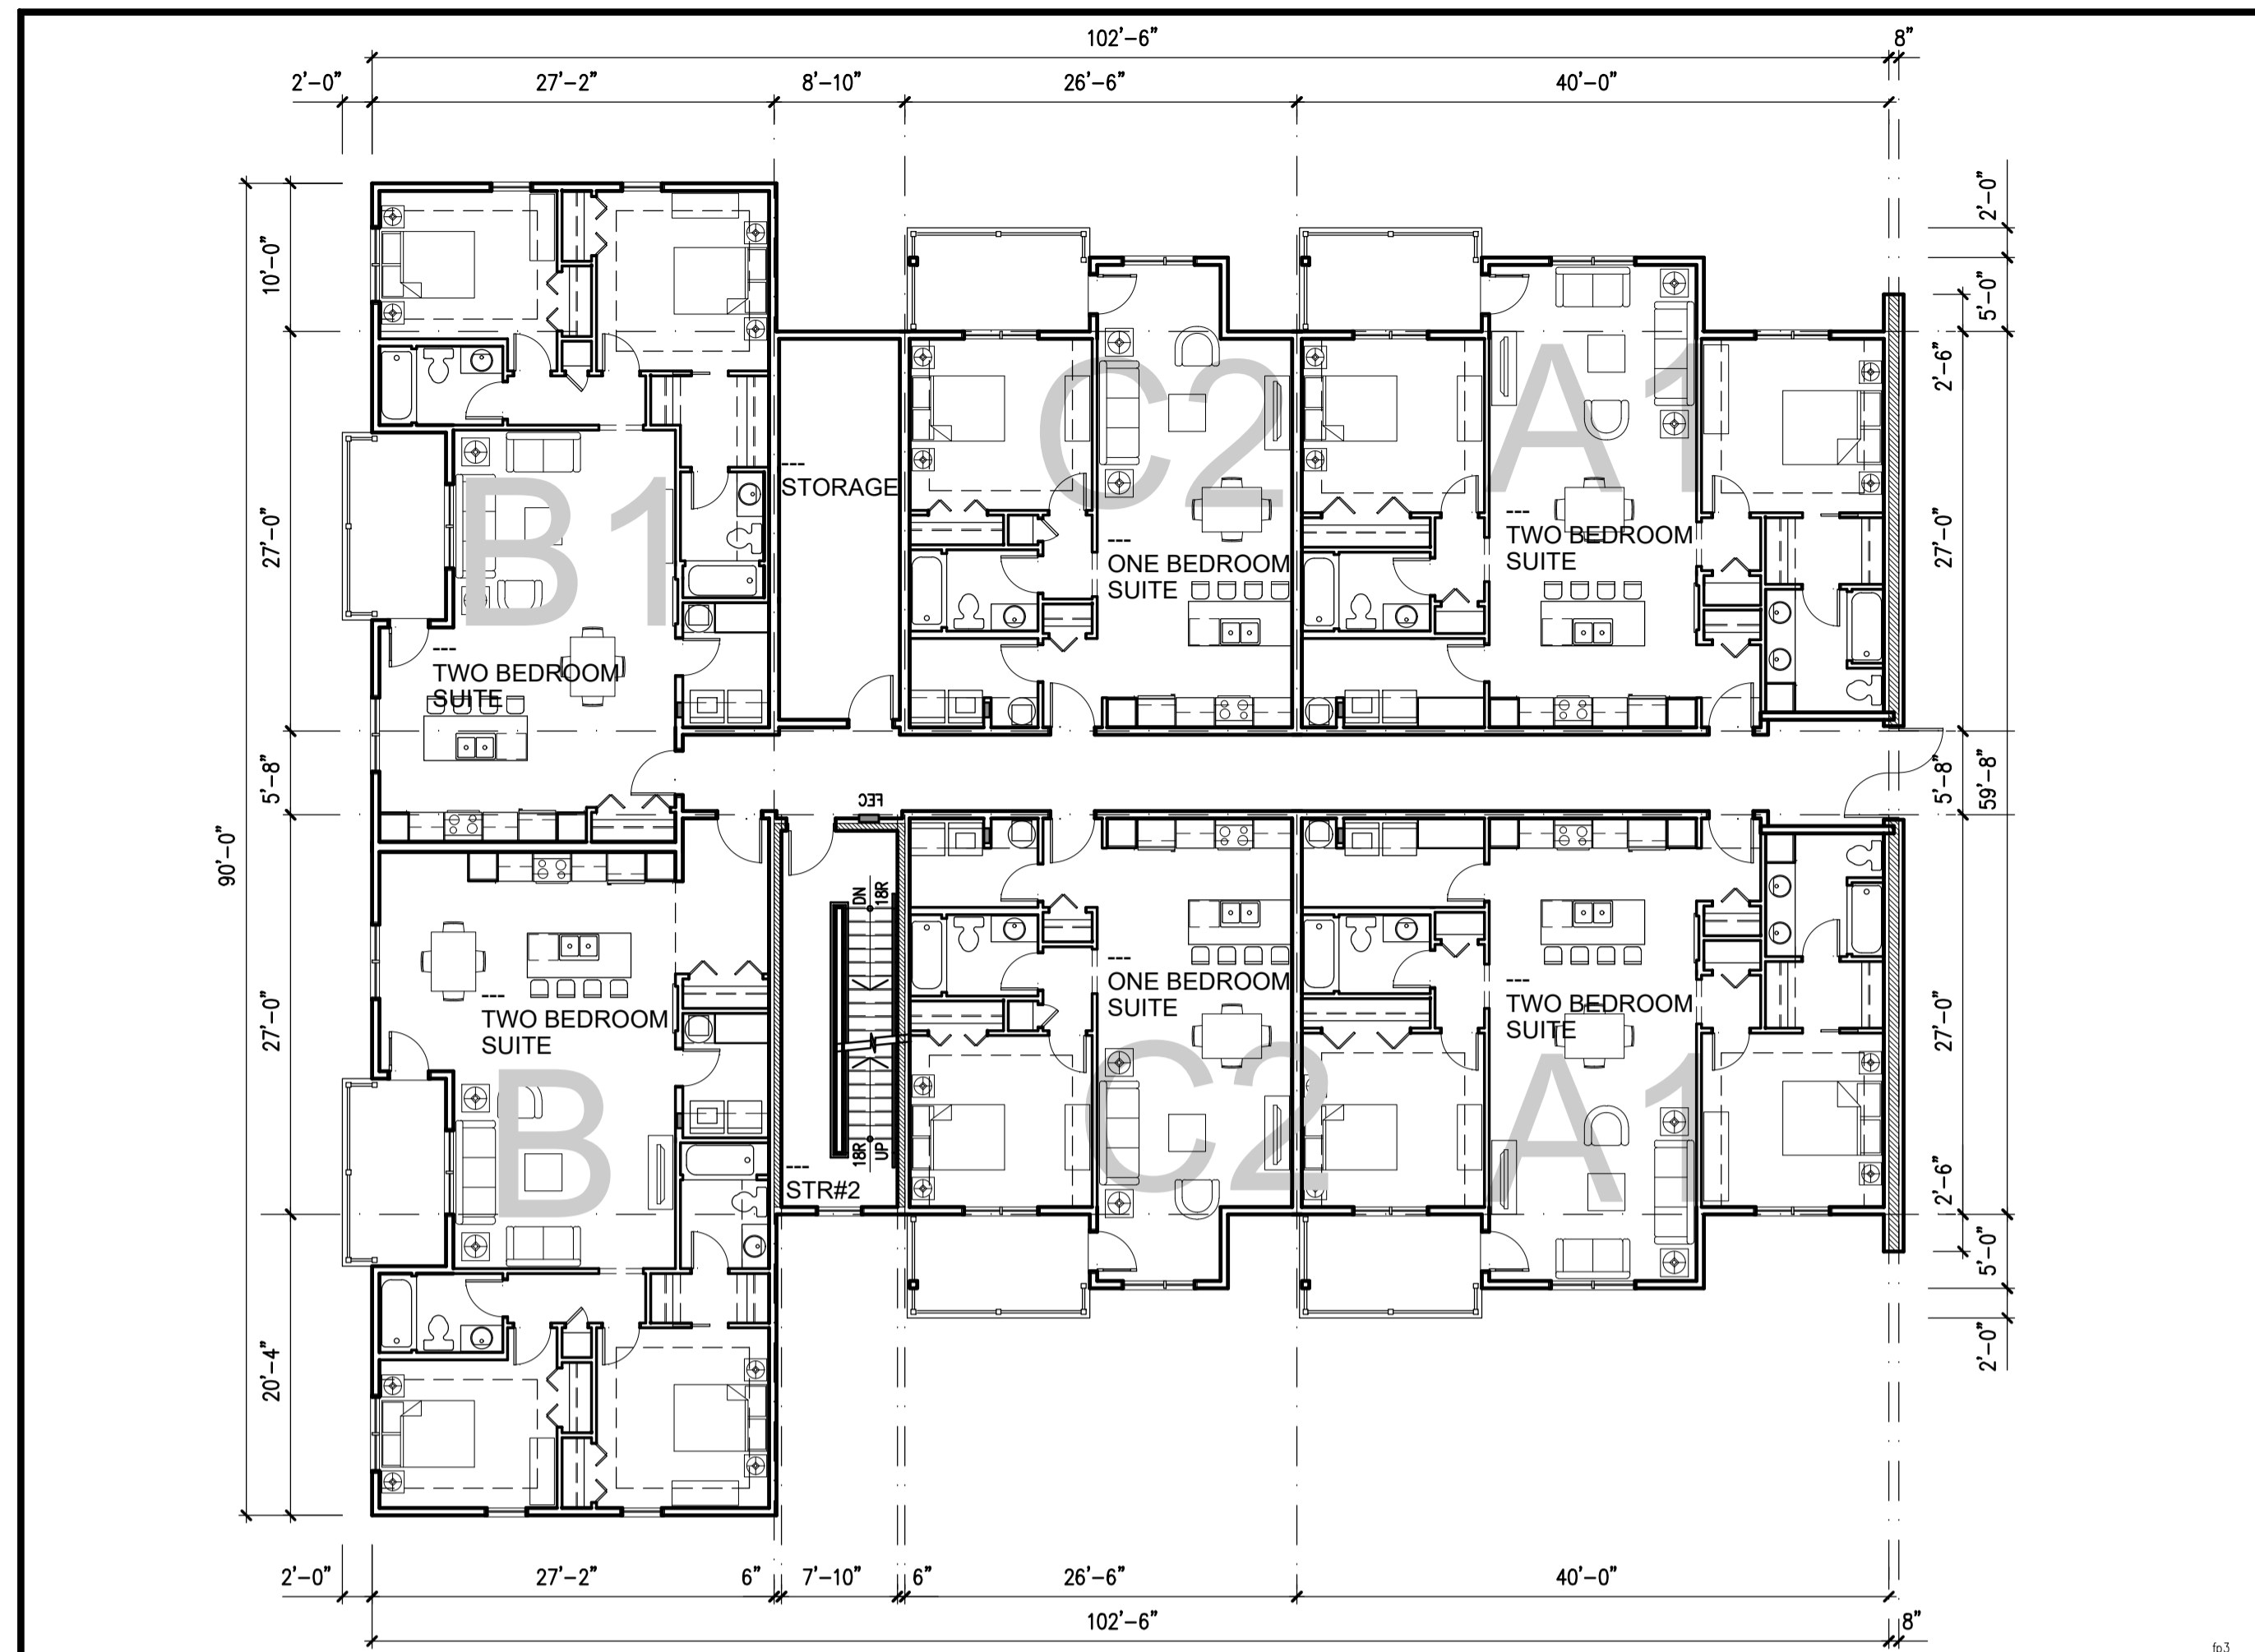 102'-6"
8"
2'-0"
27'-2"
8'-10"
26'-6"
40'-0"
2'-0"
10'-0"
5'-0"
2'-6"
C2
A1
B1
---
STORAGE
27'-0"
27'-0"
---
TWO BEDROOM
SUITE
---
ONE BEDROOM
SUITE
---
TWO BEDROOM
SUITE
5'-8"
5'-8"
59'-8"
FEC
90'-0"
DN
18R
---
ONE BEDROOM
SUITE
---
TWO BEDROOM
SUITE
---
TWO BEDROOM
SUITE
27'-0"
27'-0"
B
C2
A1
18R
UP
---
STR#2
2'-6"
5'-0"
2'-0"
20'-4"
2'-0"
27'-2"
6"
7'-10"
6"
26'-6"
40'-0"
102'-6"
8"
fp3